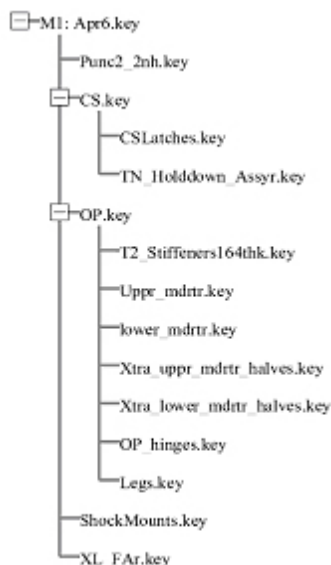 M1: Apr6.key
Punc2_2nh.key
CS.key
CSLatches.key
TN_Holddown_Assyr.key
OP.key
T2_Stiffeners164thk.key
Uppr_mdrtr.key
lower_mdrtr.key
Xtra_uppr_mdrtr_halves.key
Xtra_lower_mdrtr_halves.key
OP_hinges.key
Legs.key
ShockMounts.key
XL_FAr.key